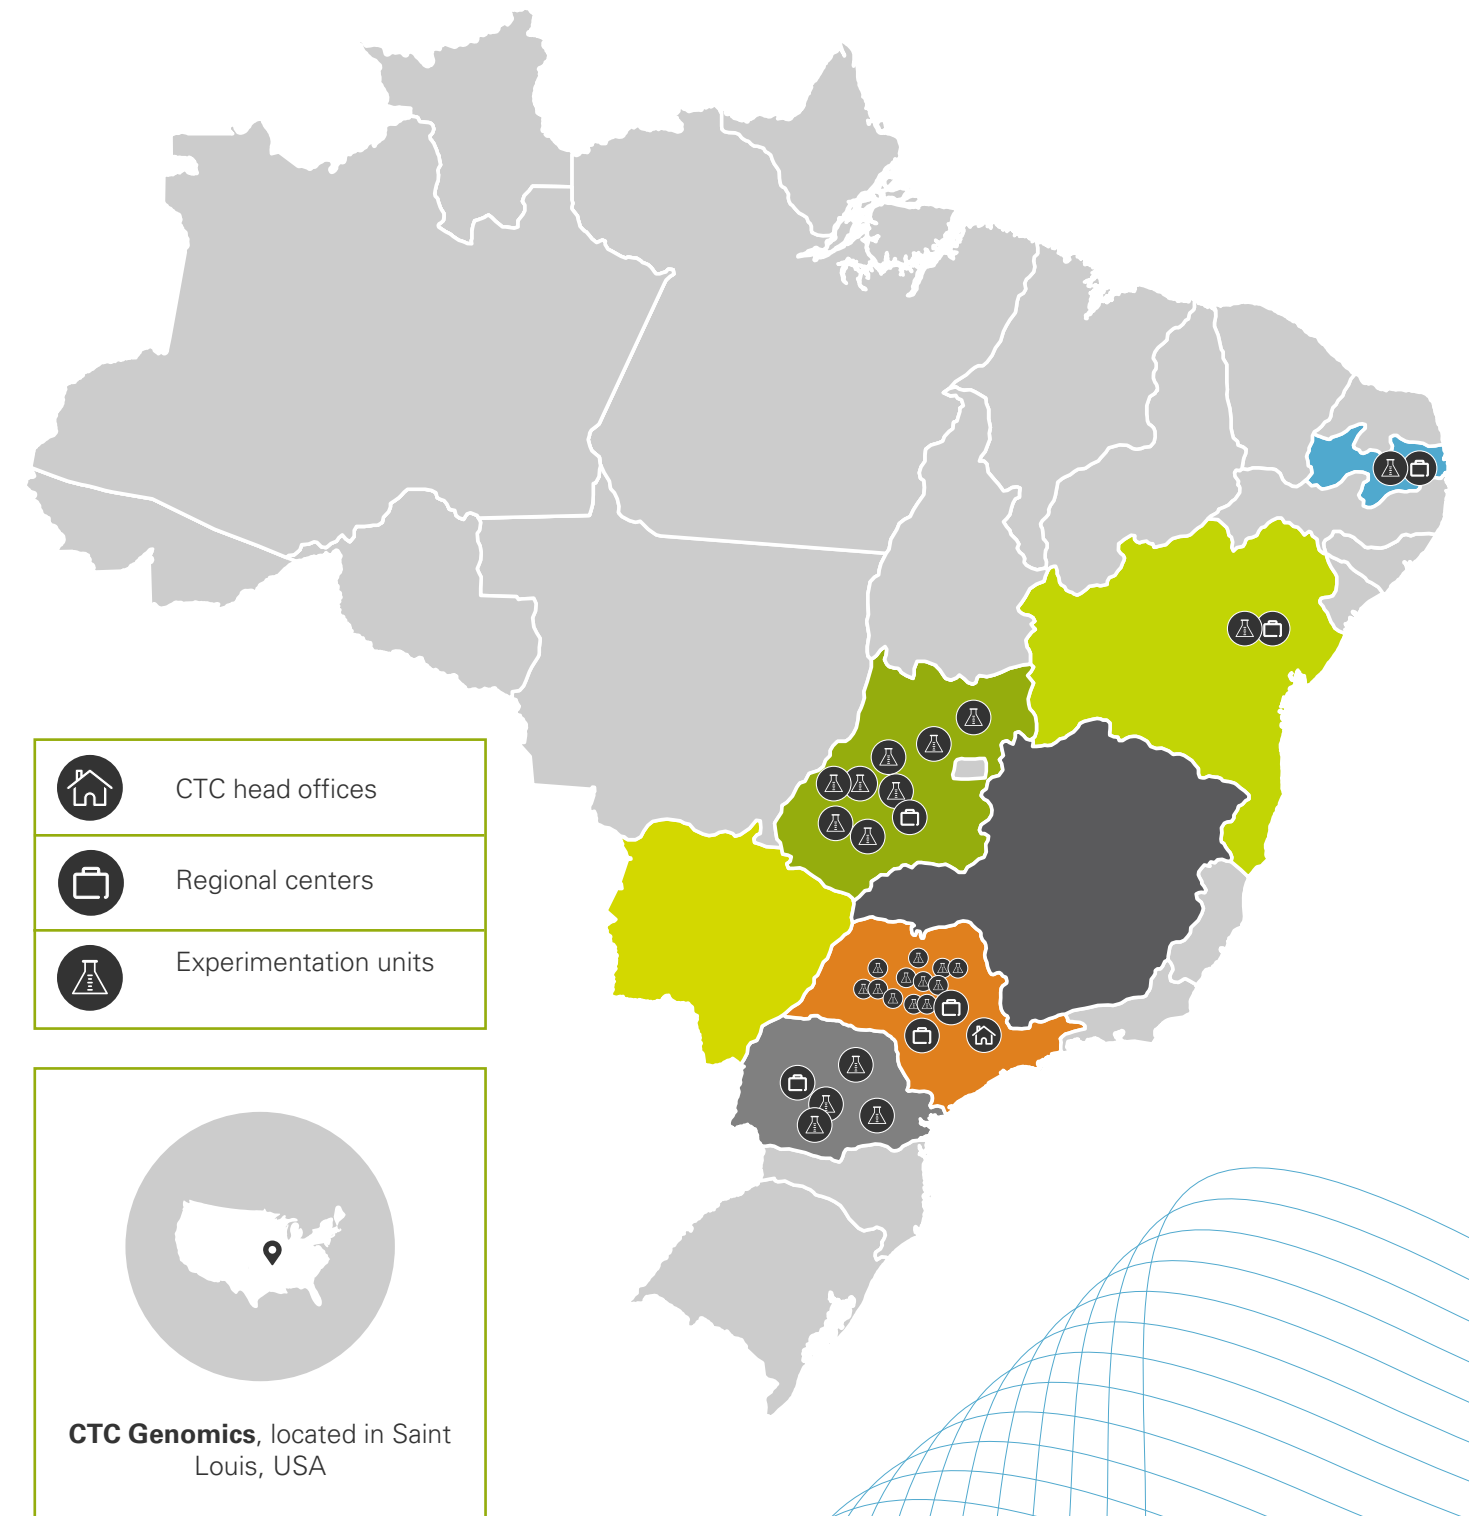 CTC head offices
Regional centers
Experimentation units
CTC Genomics, located in Saint
Louis, USA